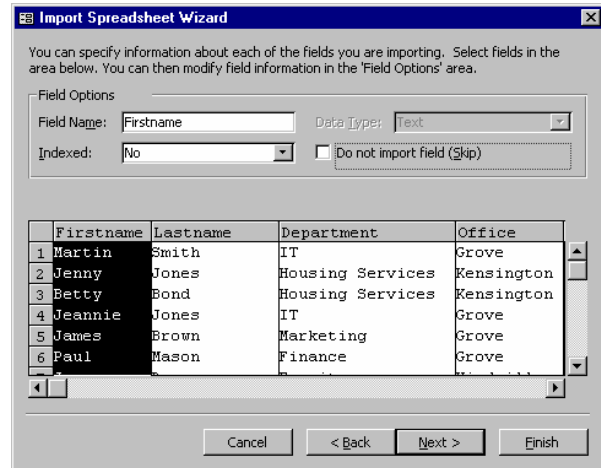 Import Spreadsheet Wizard
You can specify information about each of the fields you are importing. Select fields in the
area below. You can then modify field information in the 'Field Options' area.
Field Options
Field Name: Firstname Data Type: Text
Indexed: No Do not import field (Skip)
Firstname Lastname Department Office
1 Martin Smith IT Grove
2 Jenny Jones Housing Services Kensington
3 Betty Bond Housing Services Kensington
4 Jeannie Jones IT Grove
5 James Brown Marketing Grove
6 Paul Mason Finance Grove
Cancel < Back Next > Finish